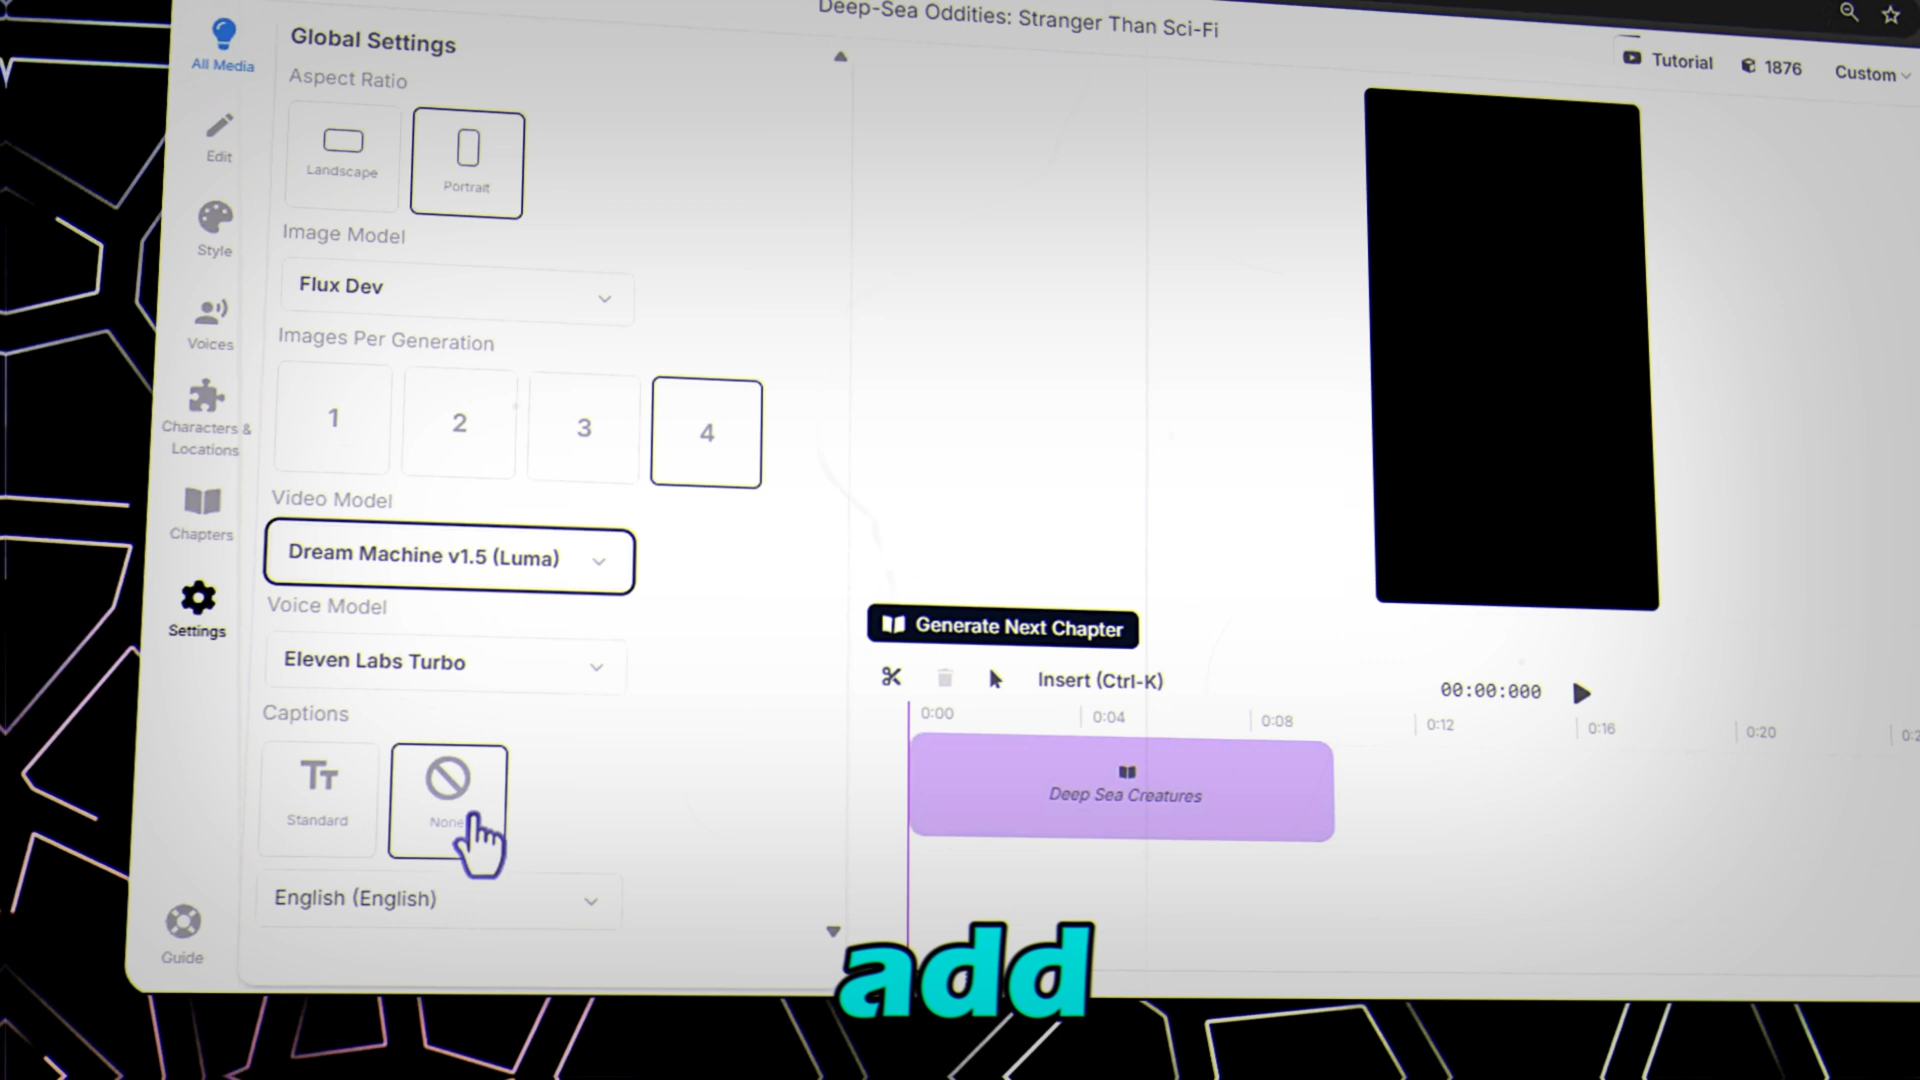 Deep-Sea Oddities: Stranger Than Sci-Fi
Tutorial
1876
Custom
All Media
Edit
Style
Voices
Characters &
Locations
Chapters
Settings
Guide
Global Settings
Aspect Ratio
Landscape
Portrait
Image Model
Flux Dev
Images Per Generation
1
2
3
4
Video Model
Dream Machine v1.5 (Luma)
Voice Model
Eleven Labs Turbo
Captions
Standard
None
English (English)
Generate Next Chapter
Insert (Ctrl-K)
00:00:000
0:00
0:04
0:08
0:12
0:16
0:20
Deep Sea Creatures
add